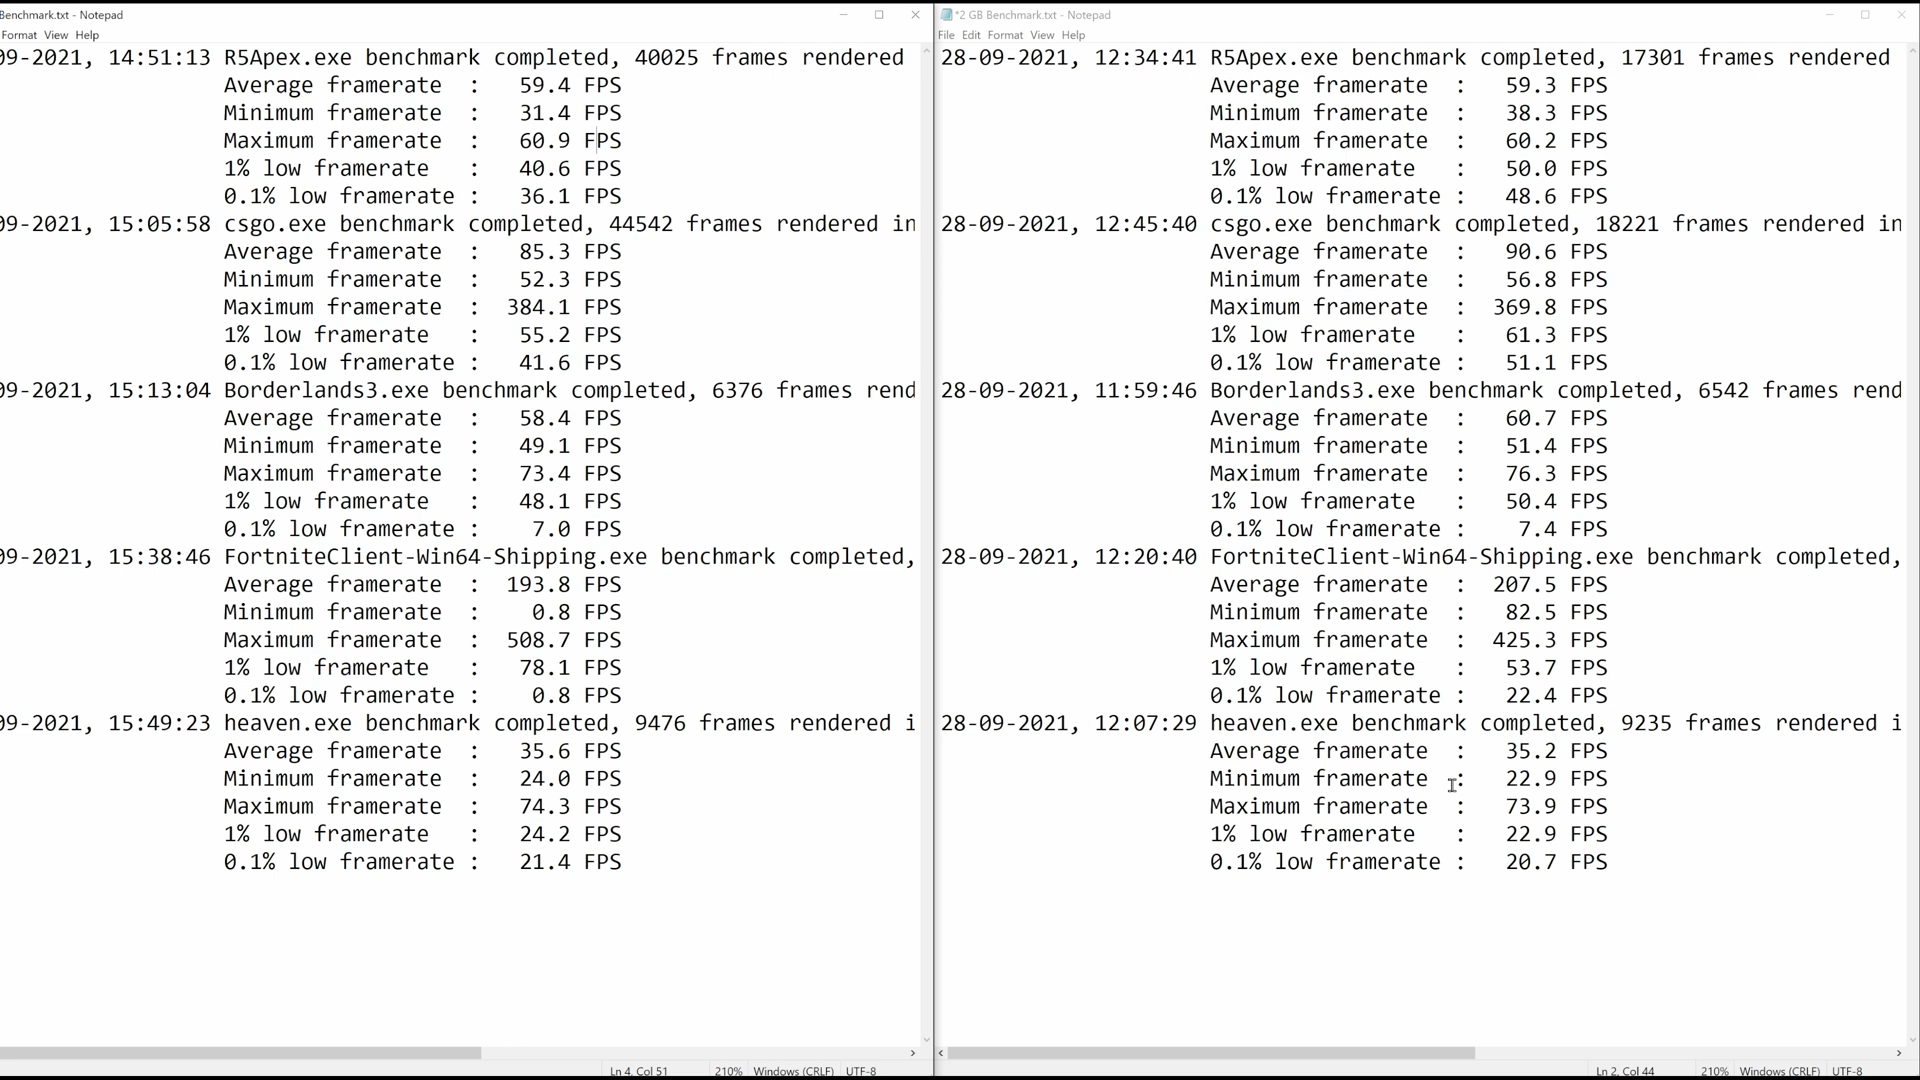 Benchmark.txt - Notepad
Format View Help
09-2021, 14:51:13 R5Apex.exe benchmark completed, 40025 frames rendered
Average framerate : 59.4 FPS
Minimum framerate : 31.4 FPS
Maximum framerate : 60.9 FPS
1% low framerate : 40.6 FPS
0.1% low framerate : 36.1 FPS
09-2021, 15:05:58 csgo.exe benchmark completed, 44542 frames rendered in
Average framerate : 85.3 FPS
Minimum framerate : 52.3 FPS
Maximum framerate : 384.1 FPS
1% low framerate : 55.2 FPS
0.1% low framerate : 41.6 FPS
09-2021, 15:13:04 Borderlands3.exe benchmark completed, 6376 frames rend
Average framerate : 58.4 FPS
Minimum framerate : 49.1 FPS
Maximum framerate : 73.4 FPS
1% low framerate : 48.1 FPS
0.1% low framerate : 7.0 FPS
09-2021, 15:38:46 FortniteClient-Win64-Shipping.exe benchmark completed,
Average framerate : 193.8 FPS
Minimum framerate : 0.8 FPS
Maximum framerate : 508.7 FPS
1% low framerate : 78.1 FPS
0.1% low framerate : 0.8 FPS
09-2021, 15:49:23 heaven.exe benchmark completed, 9476 frames rendered i
Average framerate : 35.6 FPS
Minimum framerate : 24.0 FPS
Maximum framerate : 74.3 FPS
1% low framerate : 24.2 FPS
0.1% low framerate : 21.4 FPS
Ln 4, Col 51 210% Windows (CRLF) UTF-8
*2 GB Benchmark.txt - Notepad
File Edit Format View Help
28-09-2021, 12:34:41 R5Apex.exe benchmark completed, 17301 frames rendered
Average framerate : 59.3 FPS
Minimum framerate : 38.3 FPS
Maximum framerate : 60.2 FPS
1% low framerate : 50.0 FPS
0.1% low framerate : 48.6 FPS
28-09-2021, 12:45:40 csgo.exe benchmark completed, 18221 frames rendered in
Average framerate : 90.6 FPS
Minimum framerate : 56.8 FPS
Maximum framerate : 369.8 FPS
1% low framerate : 61.3 FPS
0.1% low framerate : 51.1 FPS
28-09-2021, 11:59:46 Borderlands3.exe benchmark completed, 6542 frames rend
Average framerate : 60.7 FPS
Minimum framerate : 51.4 FPS
Maximum framerate : 76.3 FPS
1% low framerate : 50.4 FPS
0.1% low framerate : 7.4 FPS
28-09-2021, 12:20:40 FortniteClient-Win64-Shipping.exe benchmark completed,
Average framerate : 207.5 FPS
Minimum framerate : 82.5 FPS
Maximum framerate : 425.3 FPS
1% low framerate : 53.7 FPS
0.1% low framerate : 22.4 FPS
28-09-2021, 12:07:29 heaven.exe benchmark completed, 9235 frames rendered i
Average framerate : 35.2 FPS
Minimum framerate : 22.9 FPS
Maximum framerate : 73.9 FPS
1% low framerate : 22.9 FPS
0.1% low framerate : 20.7 FPS
Ln 2, Col 44 210% Windows (CRLF) UTF-8